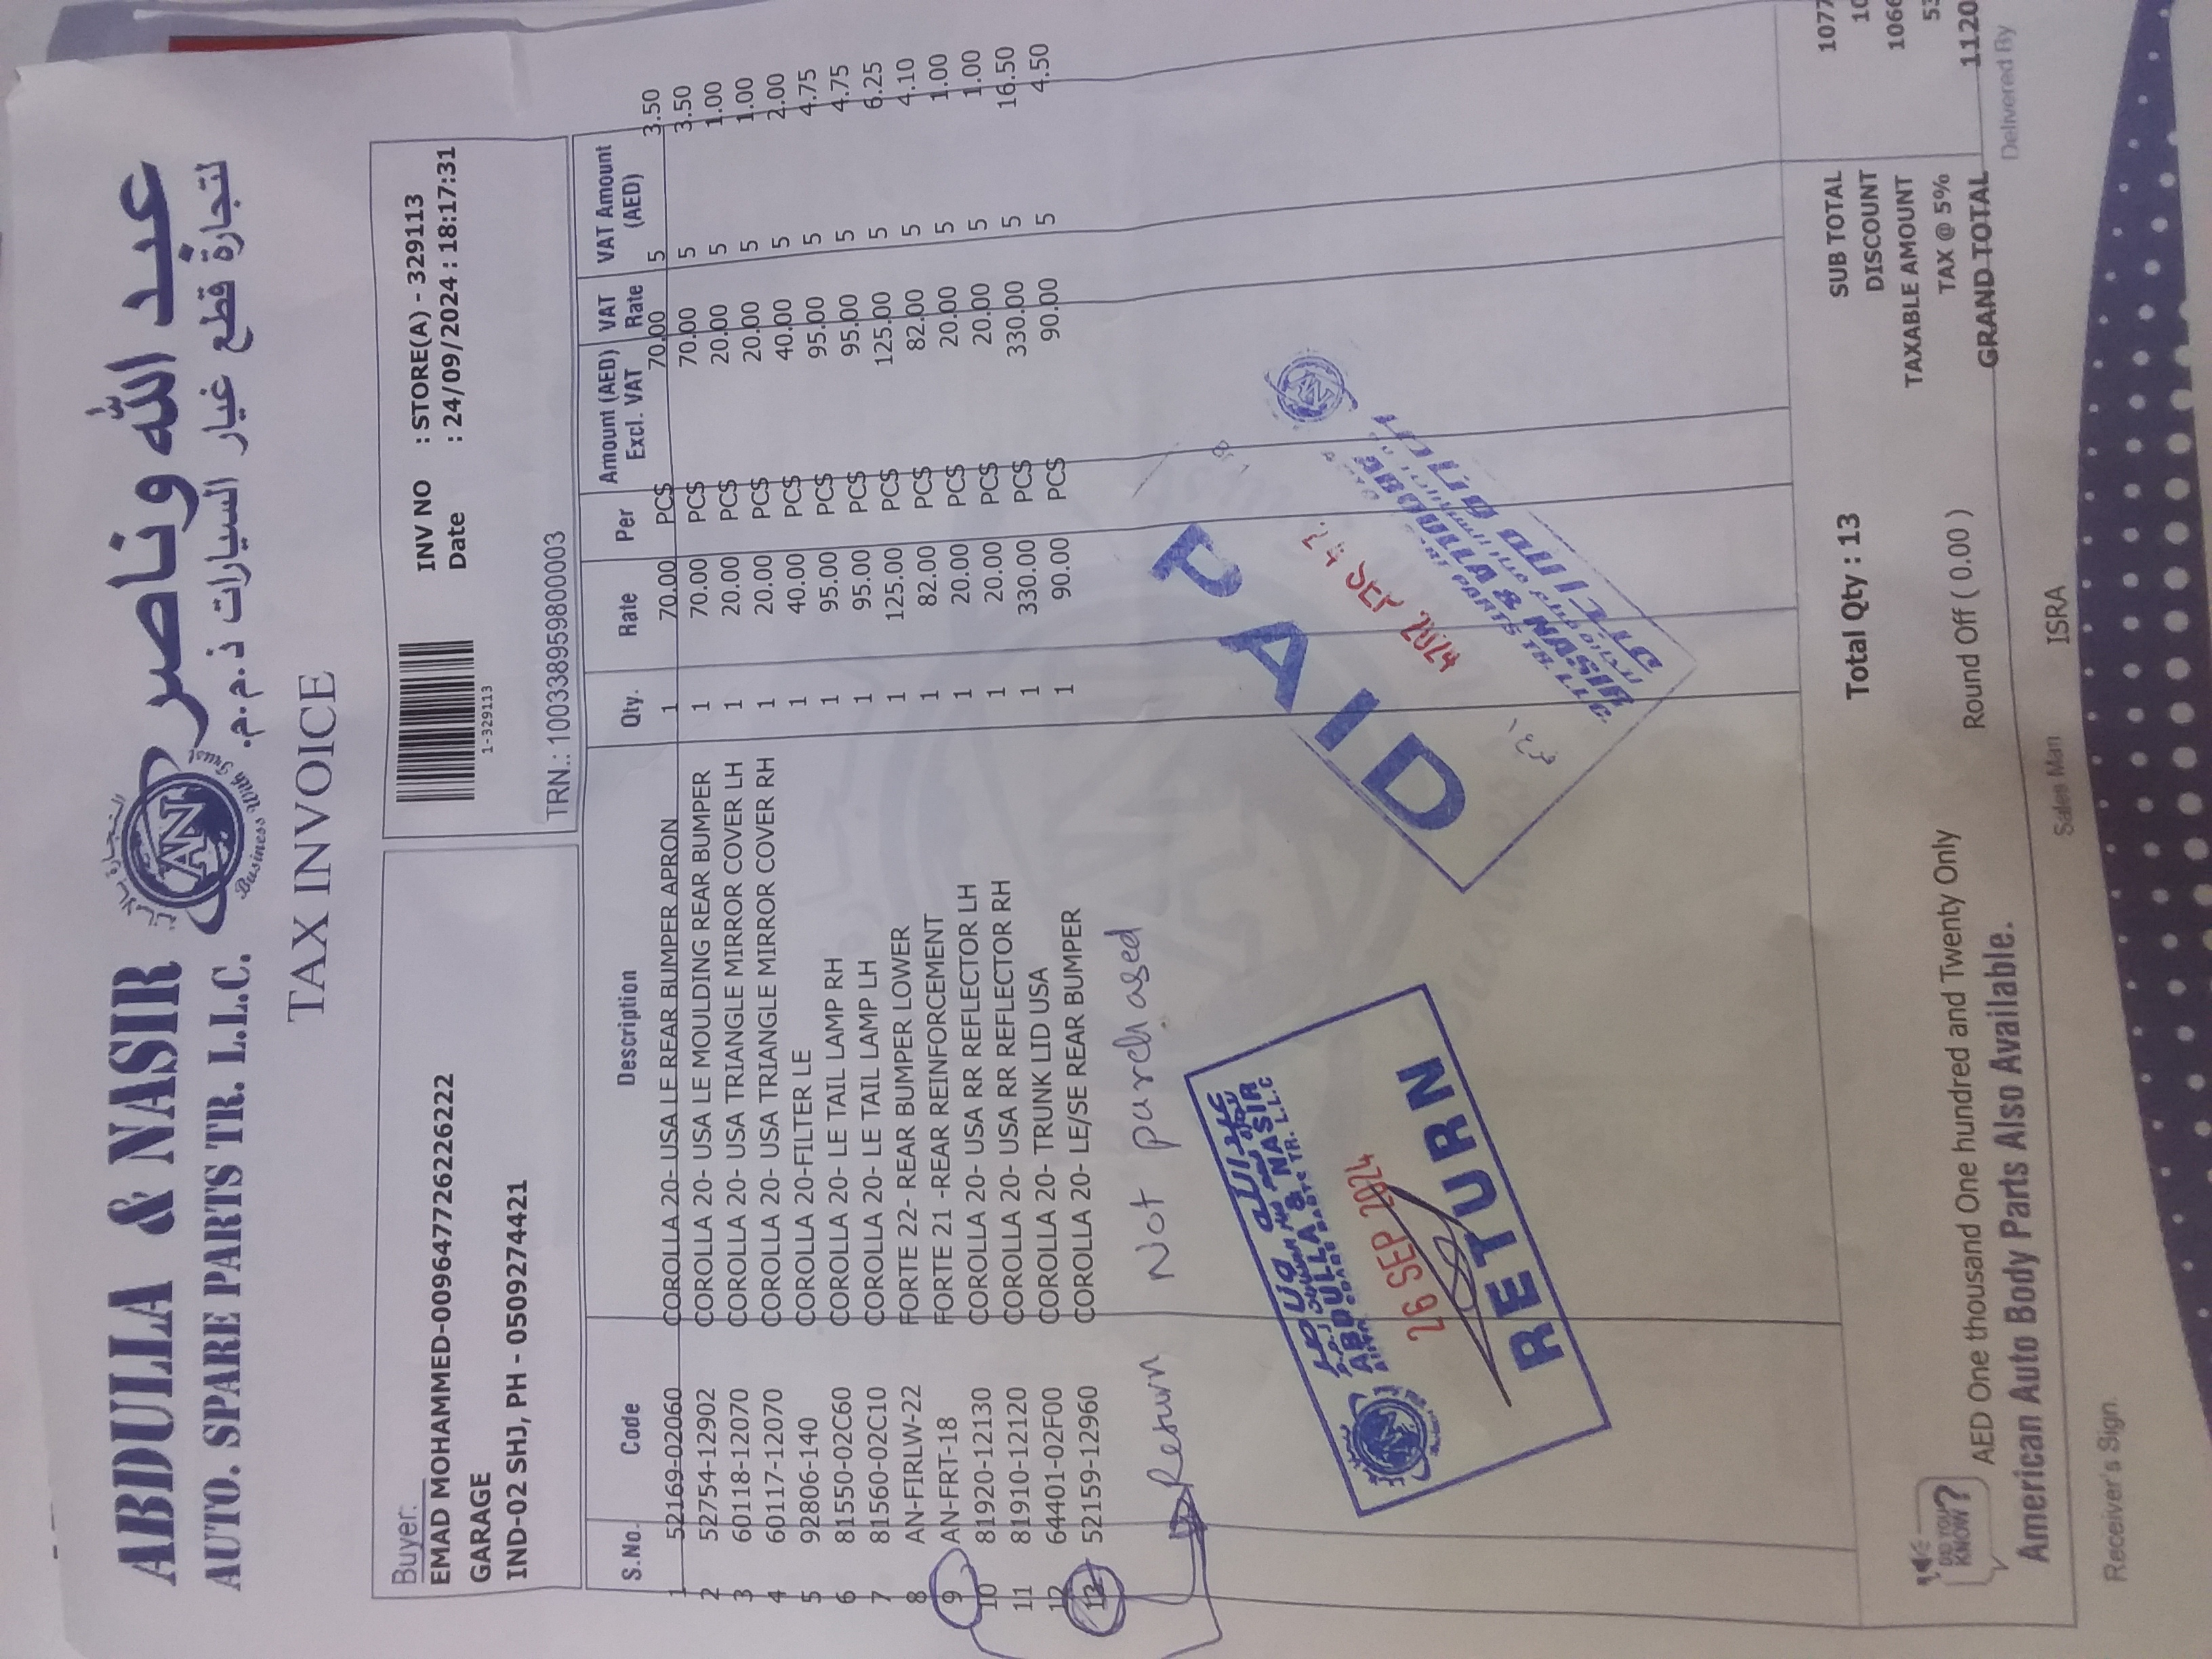 ABDULLA & NASIR
AUTO. SPARE PARTS TR. L.L.C.
AN
Business With Trust
عبد الله وناصر
لتجارة قطع غيار السيارات ذ.م.م.
TAX INVOICE
Buyer:
EMAD MOHAMMED-009647726226222
GARAGE
IND-02 SHJ, PH - 0509274421
1-329113
INV NO : STORE(A) - 329113
Date : 24/09/2024 : 18:17:31
TRN.: 100338959800003
S.No. Code Description Qty. Rate Per Amount (AED) Excl. VAT VAT Rate VAT Amount (AED)
1 52169-02060 COROLLA 20- USA LE REAR BUMPER APRON 1 70.00 PCS 70.00 5 3.50
2 52754-12902 COROLLA 20- USA LE MOULDING REAR BUMPER 1 70.00 PCS 70.00 5 3.50
3 60118-12070 COROLLA 20- USA TRIANGLE MIRROR COVER LH 1 20.00 PCS 20.00 5 1.00
4 60117-12070 COROLLA 20- USA TRIANGLE MIRROR COVER RH 1 20.00 PCS 20.00 5 1.00
5 92806-140 COROLLA 20-FILTER LE 1 40.00 PCS 40.00 5 2.00
6 81550-02C60 COROLLA 20- LE TAIL LAMP RH 1 95.00 PCS 95.00 5 4.75
7 81560-02C10 COROLLA 20- LE TAIL LAMP LH 1 95.00 PCS 95.00 5 4.75
8 AN-FIRLW-22 FORTE 22- REAR BUMPER LOWER 1 125.00 PCS 125.00 5 6.25
9 AN-FRT-18 FORTE 21 -REAR REINFORCEMENT 1 82.00 PCS 82.00 5 4.10
10 81920-12130 COROLLA 20- USA RR REFLECTOR LH 1 20.00 PCS 20.00 5 1.00
11 81910-12120 COROLLA 20- USA RR REFLECTOR RH 1 20.00 PCS 20.00 5 1.00
12 64401-02F00 COROLLA 20- TRUNK LID USA 1 330.00 PCS 330.00 5 16.50
13 52159-12960 COROLLA 20- LE/SE REAR BUMPER 1 90.00 PCS 90.00 5 4.50
Return Not parchased
ABDULLA & NASIR
26 SEP 2024
RETURN
PAID
24 SEP 2024
ABDULLA & NASIR
Total Qty : 13
SUB TOTAL 1077
DISCOUNT 10
TAXABLE AMOUNT 1066
TAX @ 5% 53
GRAND TOTAL 1120
DID YOU KNOW?
AED One thousand One hundred and Twenty Only
Round Off ( 0.00 )
American Auto Body Parts Also Available.
ISRA
Receiver's Sign.
Sales Man
Delivered By